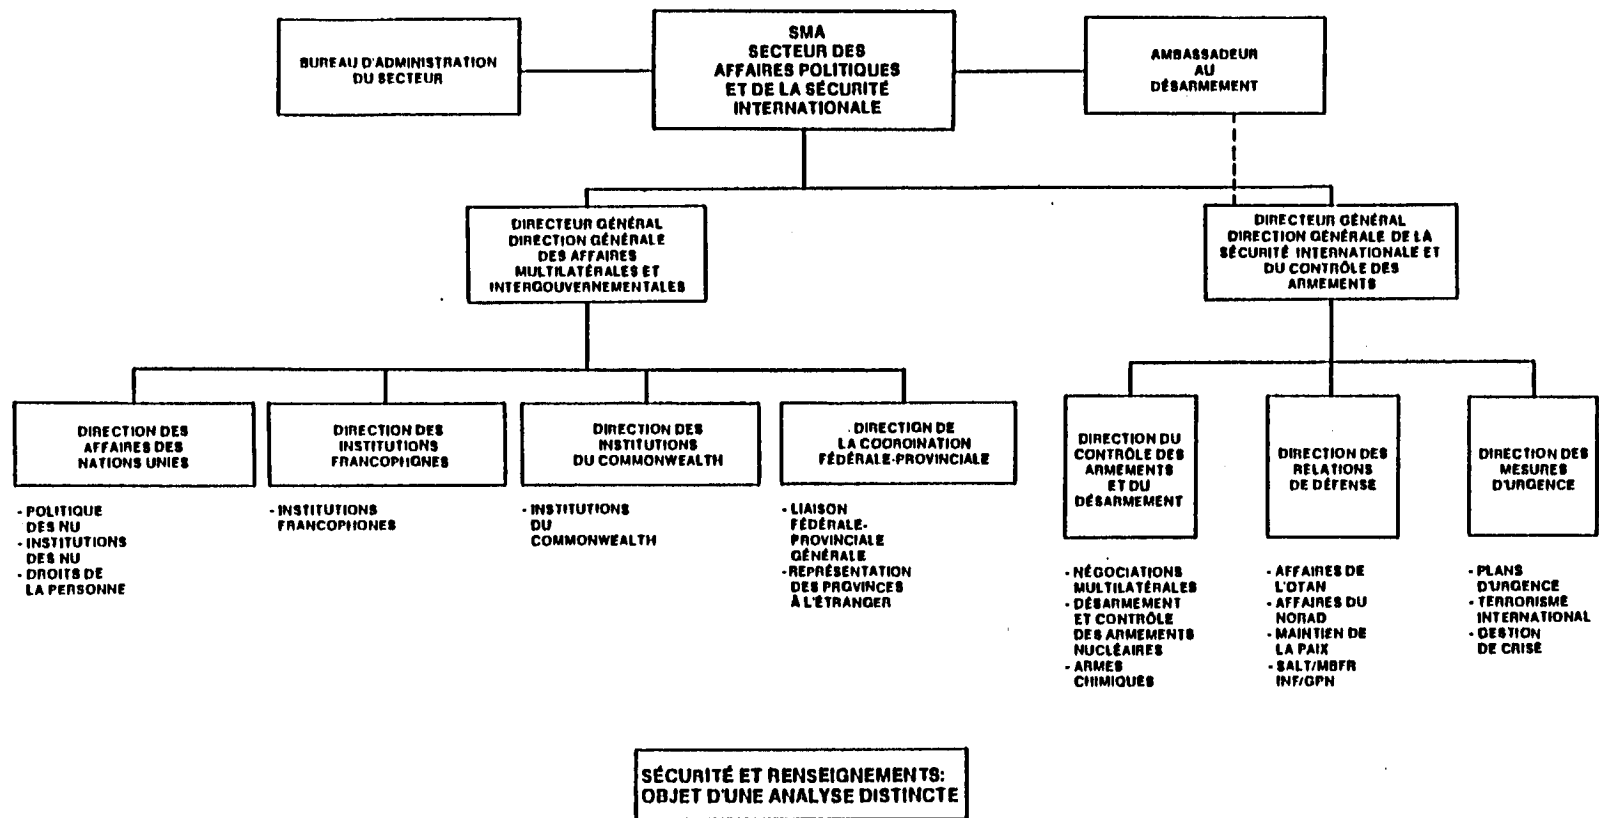 BUREAU D'ADMINISTRATION
DU SECTEUR
SMA
SECTEUR DES
AFFAIRES POLITIQUES
ET DE LA SÉCURITÉ
INTERNATIONALE
AMBASSADEUR
AU
DÉSARMEMENT
DIRECTEUR GÉNÉRAL
DIRECTION GÉNÉRALE
DES AFFAIRES
MULTILATÉRALES ET
INTERGOUVERNEMENTALES
DIRECTEUR GÉNÉRAL
DIRECTION GÉNÉRALE DE LA
SÉCURITÉ INTERNATIONALE ET
DU CONTRÔLE DES
ARMEMENTS
DIRECTION DES
AFFAIRES DES
NATIONS UNIES
- POLITIQUE
DES NU
- INSTITUTIONS
DES NU
- DROITS DE
LA PERSONNE
DIRECTION DES
INSTITUTIONS
FRANCOPHONES
- INSTITUTIONS
FRANCOPHONES
DIRECTION DES
INSTITUTIONS
DU COMMONWEALTH
- INSTITUTIONS
DU
COMMONWEALTH
DIRECTION DE
LA COORDINATION
FÉDÉRALE-PROVINCIALE
- LIAISON
FÉDÉRALE-
PROVINCIALE
GÉNÉRALE
- REPRÉSENTATION
DES PROVINCES
À L'ÉTRANGER
DIRECTION DU
CONTRÔLE DES
ARMEMENTS
ET DU
DÉSARMEMENT
- NÉGOCIATIONS
MULTILATÉRALES
- DÉSARMEMENT
ET CONTRÔLE
DES ARMEMENTS
NUCLÉAIRES
- ARMES
CHIMIQUES
DIRECTION DES
RELATIONS
DE DÉFENSE
- AFFAIRES DE
L'OTAN
- AFFAIRES DU
NORAD
- MAINTIEN DE
LA PAIX
- SALT/MBFR
INF/GPN
DIRECTION DES
MESURES
D'URGENCE
- PLANS
D'URGENCE
- TERRORISME
INTERNATIONAL
- GESTION
DE CRISE
SÉCURITÉ ET RENSEIGNEMENTS:
OBJET D'UNE ANALYSE DISTINCTE